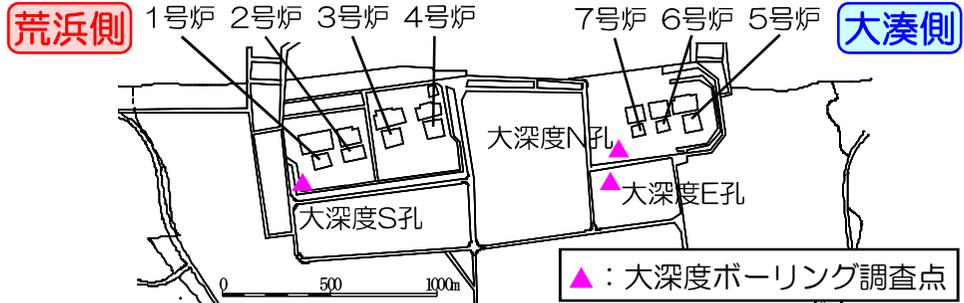 荒浜側
1号炉 2号炉 3号炉 4号炉
7号炉 6号炉 5号炉
大湊側
大深度N孔
大深度E孔
大深度S孔
0 500 1000m
▲：大深度ボーリング調査点